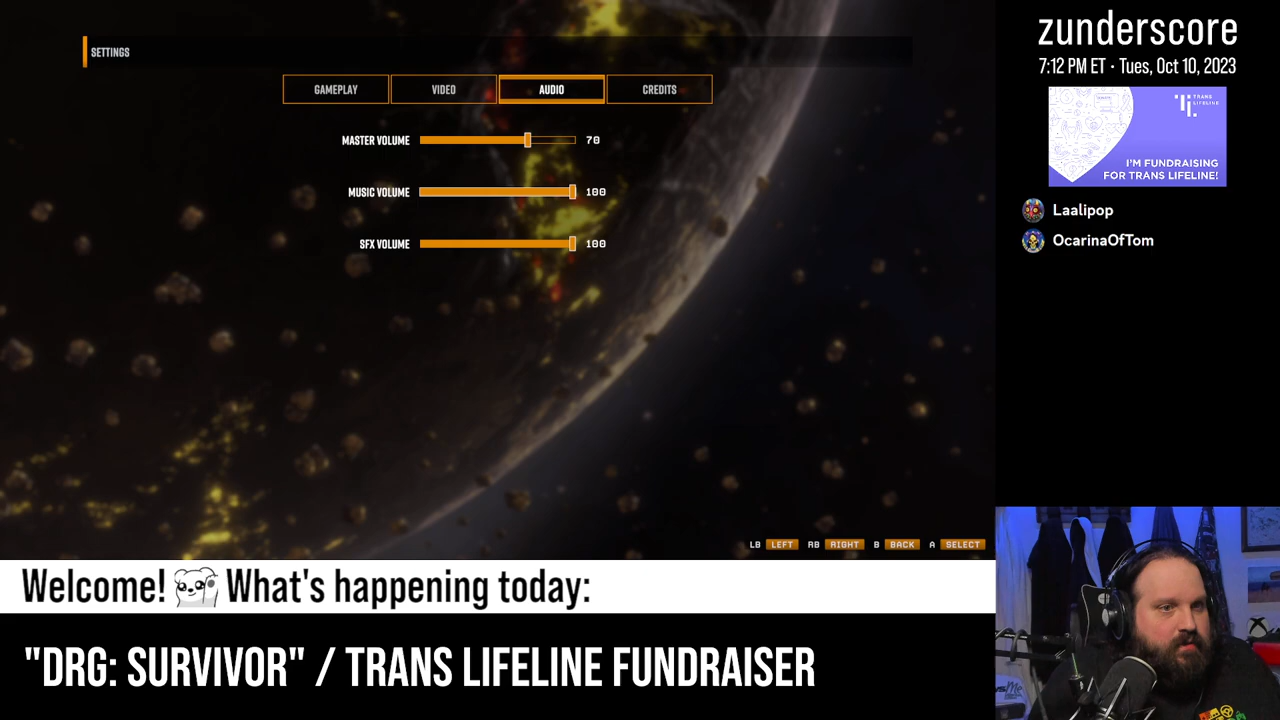 SETTINGS
GAMEPLAY VIDEO AUDIO CREDITS
MASTER VOLUME 70
MUSIC VOLUME 100
SFX VOLUME 100
LB LEFT RB RIGHT B BACK A SELECT
Welcome! What's happening today:
"DRG: SURVIVOR" / TRANS LIFELINE FUNDRAISER
zunderscore
7:12 PM ET · Tues, Oct 10, 2023
TRANS
LIFELINE
I'M FUNDRAISING
FOR TRANS LIFELINE!
Laalipop
OcarinaOfTom